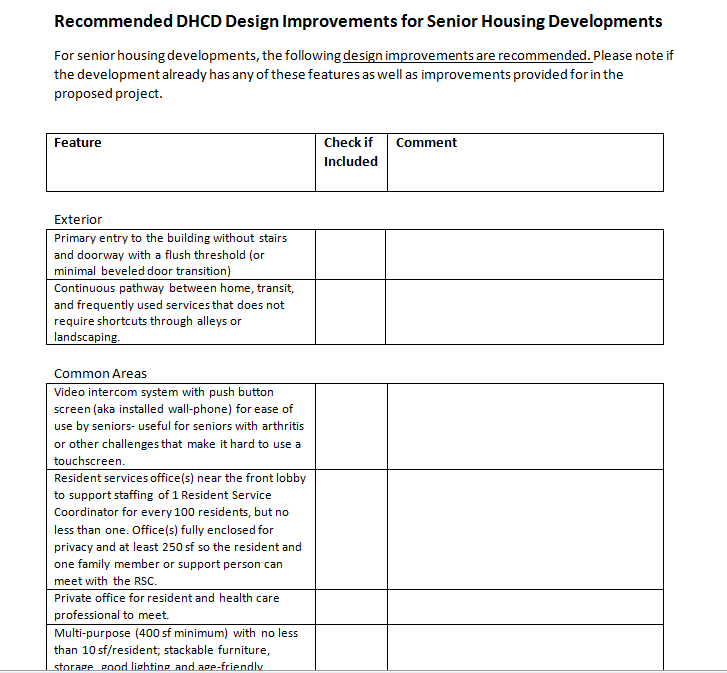 Recommended DHCD Design Improvements for Senior Housing Developments
For senior housing developments, the following design improvements are recommended. Please note if
the development already has any of these features as well as improvements provided for in the
proposed project.
Feature
Check if
Included
Comment
Exterior
Primary entry to the building without stairs
and doorway with a flush threshold (or
minimal beveled door transition)
Continuous pathway between home, transit,
and frequently used services that does not
require shortcuts through alleys or
landscaping.
Common Areas
Video intercom system with push button
screen (aka installed wall-phone) for ease of
use by seniors- useful for seniors with arthritis
or other challenges that make it hard to use a
touchscreen.
Resident services office(s) near the front lobby
to support staffing of 1 Resident Service
Coordinator for every 100 residents, but no
less than one. Office(s) fully enclosed for
privacy and at least 250 sf so the resident and
one family member or support person can
meet with the RSC.
Private office for resident and health care
professional to meet.
Multi-purpose (400 sf minimum) with no less
than 10 sf/resident; stackable furniture,
storage, good lighting and age-friendly